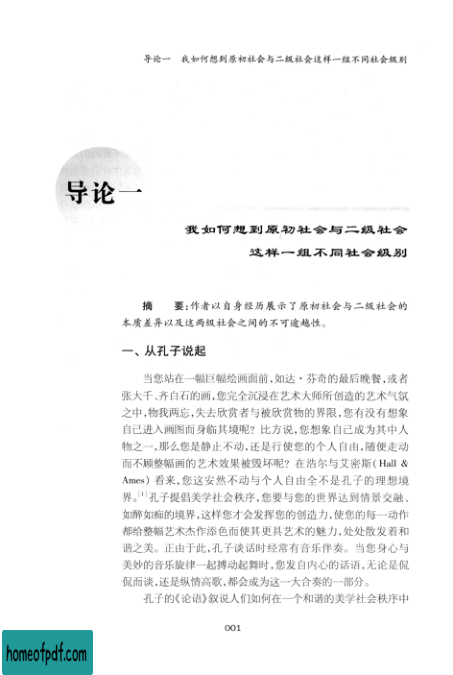 导论一 我如何想到原初社会与二级社会这样一组不同社会级别
导论一
我如何想到原初社会与二级社会
这样一组不同社会级别
摘 要:作者以自身经历展示了原初社会与二级社会的
本质差异以及这两级社会之间的不可逾越性。
一、从孔子说起
当您站在一幅巨幅绘画面前,如达·芬奇的最后晚餐,或者
张大千、齐白石的画,您完全沉浸在艺术大师所创造的艺术气氛
之中,物我两忘,失去欣赏者与被欣赏物的界限,您有没有想象
自己进入画图而身临其境呢?比方说,您想象自己成为其中人
物之一,那么您是静止不动,还是行使您的个人自由,随便走动
而不顾整幅画的艺术效果被毁坏呢?在浩尔与艾密斯(Hall &
Ames)看来,您这安然不动与个人自由全不是孔子的理想境
界。[1]孔子提倡美学社会秩序,您要与您的世界达到情景交融、
如醉如痴的境界,这样您才会发挥您的创造力,使您的每一动作
都给整幅艺术杰作添色而使其更具艺术的魅力,处处散发着和
谐之美。正由于此,孔子谈话时经常有音乐伴奏。当您身心与
美妙的音乐旋律一起搏动起舞时,您发自内心的话语,无论是侃
侃而谈,还是纵情高歌,都会成为这一大合奏的一部分。
孔子的《论语》叙说人们如何在一个和谐的美学社会秩序中
001
homeofpdf.com